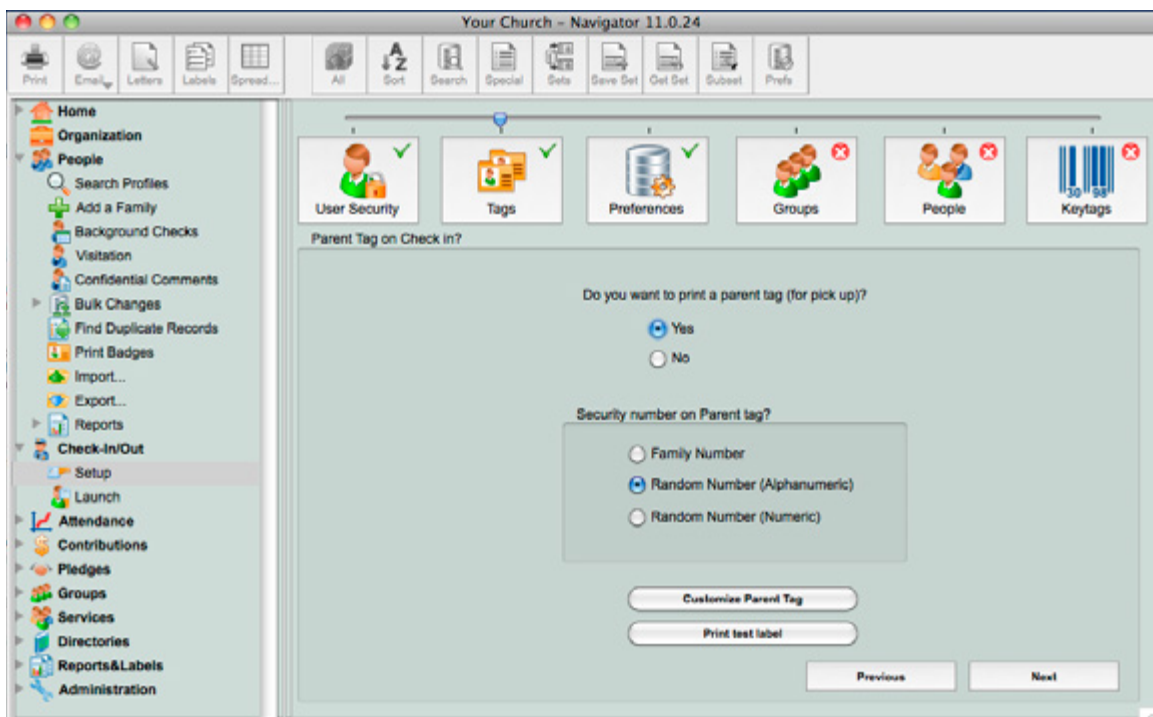 Your Church – Navigator 11.0.24
Print Email Letters Labels Spread... All Sort Search Special Sets Save Set Get Set Subset Prefs
Home
Organization
People
Search Profiles
Add a Family
Background Checks
Visitation
Confidential Comments
Bulk Changes
Find Duplicate Records
Print Badges
Import...
Export...
Reports
Check-In/Out
Setup
Launch
Attendance
Contributions
Pledges
Groups
Services
Directories
Reports&Labels
Administration
User Security Tags Preferences Groups People Keytags
30 98
Parent Tag on Check in?
Do you want to print a parent tag (for pick up)?
Yes
No
Security number on Parent tag?
Family Number
Random Number (Alphanumeric)
Random Number (Numeric)
Customize Parent Tag
Print test label
Previous Next